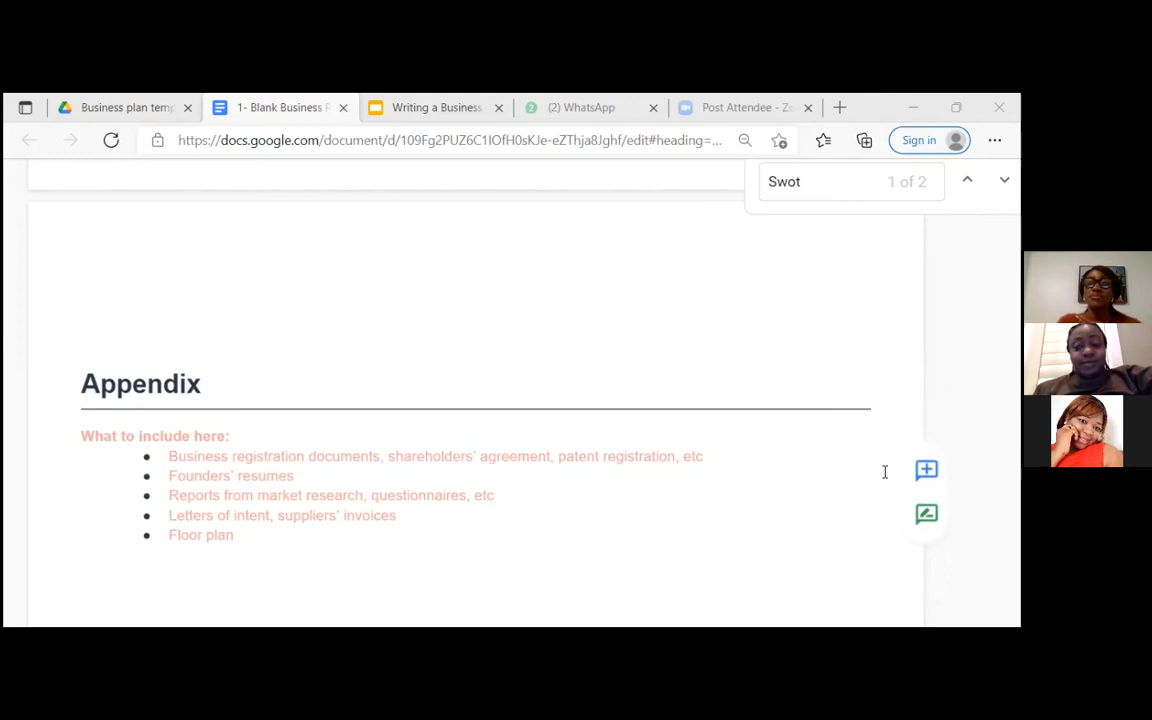 Business plan temp
1- Blank Business P
Writing a Business
(2) WhatsApp
Post Attendee - Zo
https://docs.google.com/document/d/109Fg2PUZ6C1IOfH0sKJe-eZThja8Jghf/edit#heading=...
Sign in
Swot
1 of 2
Appendix
What to include here:
Business registration documents, shareholders' agreement, patent registration, etc
Founders' resumes
Reports from market research, questionnaires, etc
Letters of intent, suppliers' invoices
Floor plan